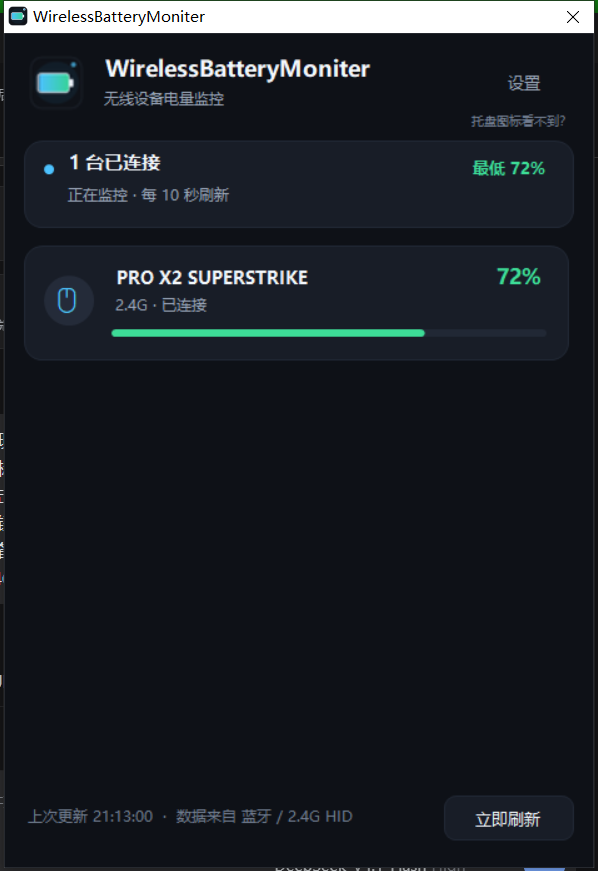 WirelessBatteryMoniter
WirelessBatteryMoniter
无线设备电量监控
设置
托盘图标看不到?
1 台已连接
最低 72%
正在监控 · 每 10 秒刷新
PRO X2 SUPERSTRIKE
72%
2.4G · 已连接
上次更新 21:13:00 · 数据来自 蓝牙 / 2.4G HID
立即刷新